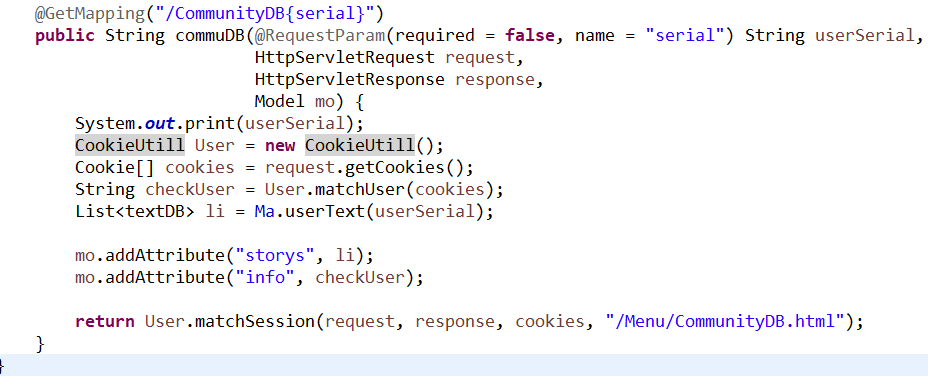 @GetMapping("/CommunityDB{serial}")
public String commuDB(@RequestParam(required = false, name = "serial") String userSerial,
HttpServletRequest request,
HttpServletResponse response,
Model mo) {
System.out.print(userSerial);
CookieUtill User = new CookieUtill();
Cookie[] cookies = request.getCookies();
String checkUser = User.matchUser(cookies);
List<textDB> li = Ma.userText(userSerial);
mo.addAttribute("storys", li);
mo.addAttribute("info", checkUser);
return User.matchSession(request, response, cookies, "/Menu/CommunityDB.html");
}
}